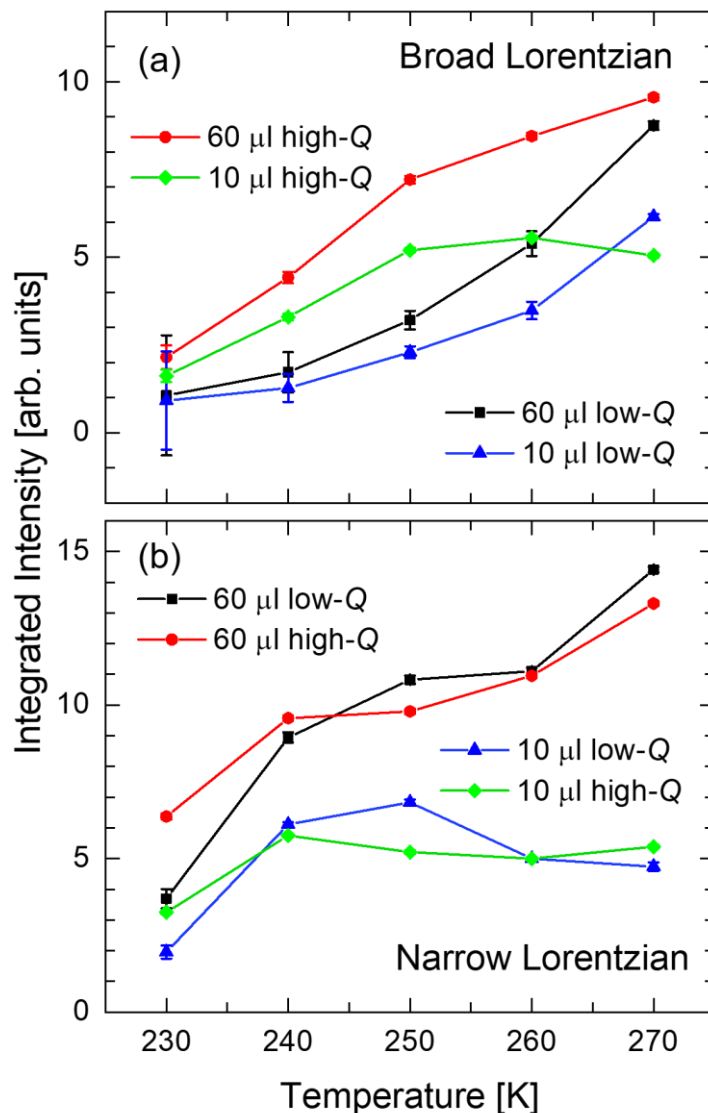 (a)
Broad Lorentzian
60 μl high-Q
10 μl high-Q
60 μl low-Q
10 μl low-Q
10
5
0
Integrated Intensity [arb. units]
(b)
60 μl low-Q
60 μl high-Q
10 μl low-Q
10 μl high-Q
Narrow Lorentzian
15
10
5
0
230 240 250 260 270
Temperature [K]